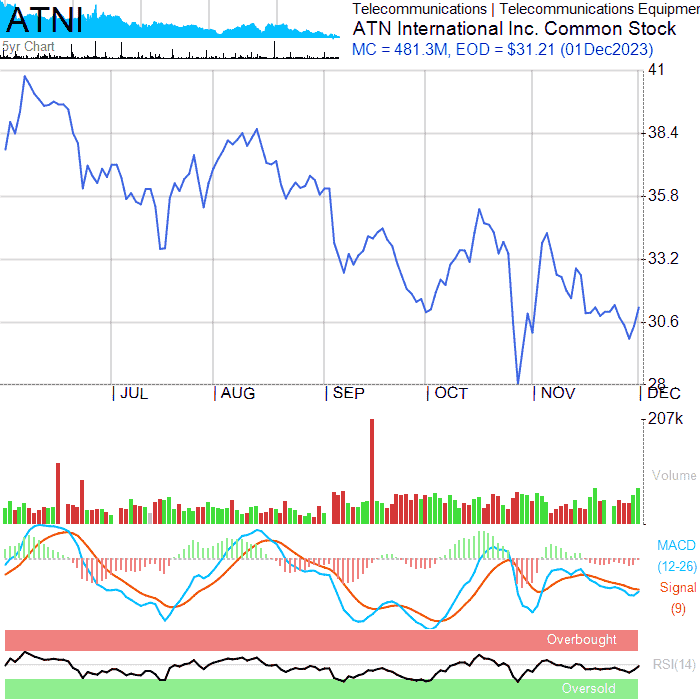 ATNI
5yr Chart
Telecommunications | Telecommunications Equipmen
ATN International Inc. Common Stock
MC = 481.3M, EOD = $31.21 (01Dec2023)
41
38.4
35.8
33.2
30.6
28
JUL AUG SEP OCT NOV DEC
207k
Volume
MACD
(12-26)
Signal
(9)
Overbought
RSI(14)
Oversold